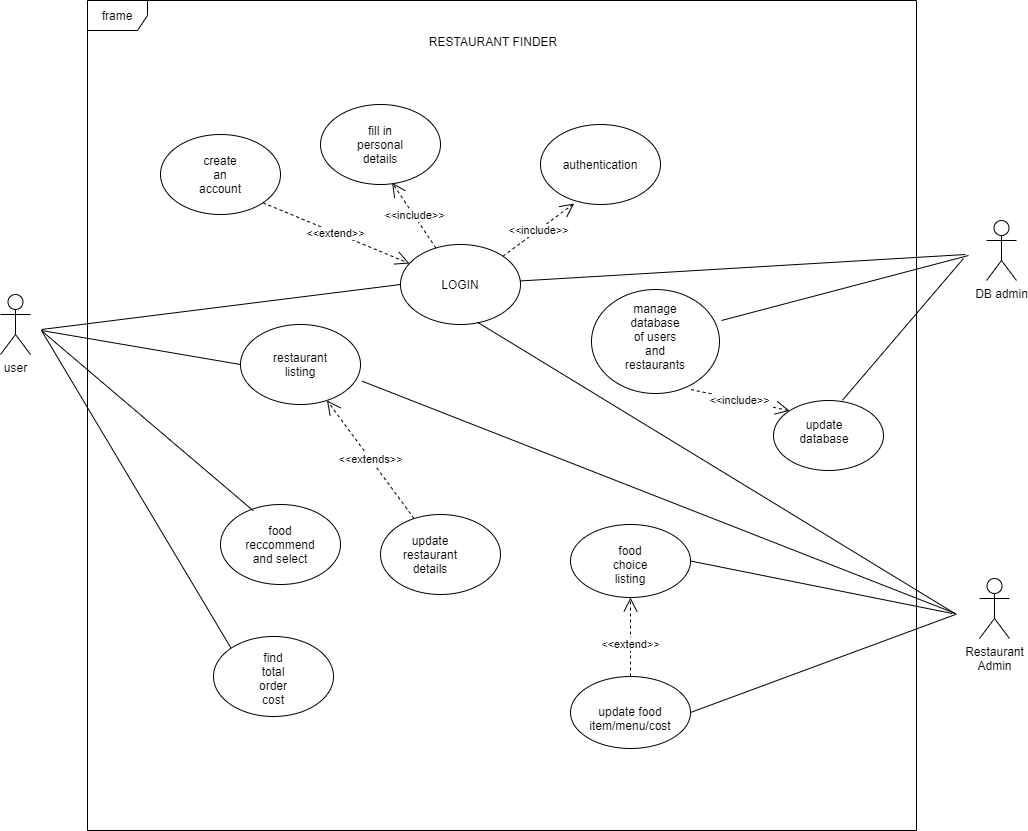 frame
RESTAURANT FINDER
fill in
personal
details
create
an
account
authentication
<<include>>
<<extend>>
<<include>>
LOGIN
DB admin
manage
database
of users
and
restaurants
user
restaurant
listing
<<include>>
update
database
<<extends>>
food
reccommend
and select
update
restaurant
details
food
choice
listing
<<extend>>
Restaurant
Admin
find
total
order
cost
update food
item/menu/cost